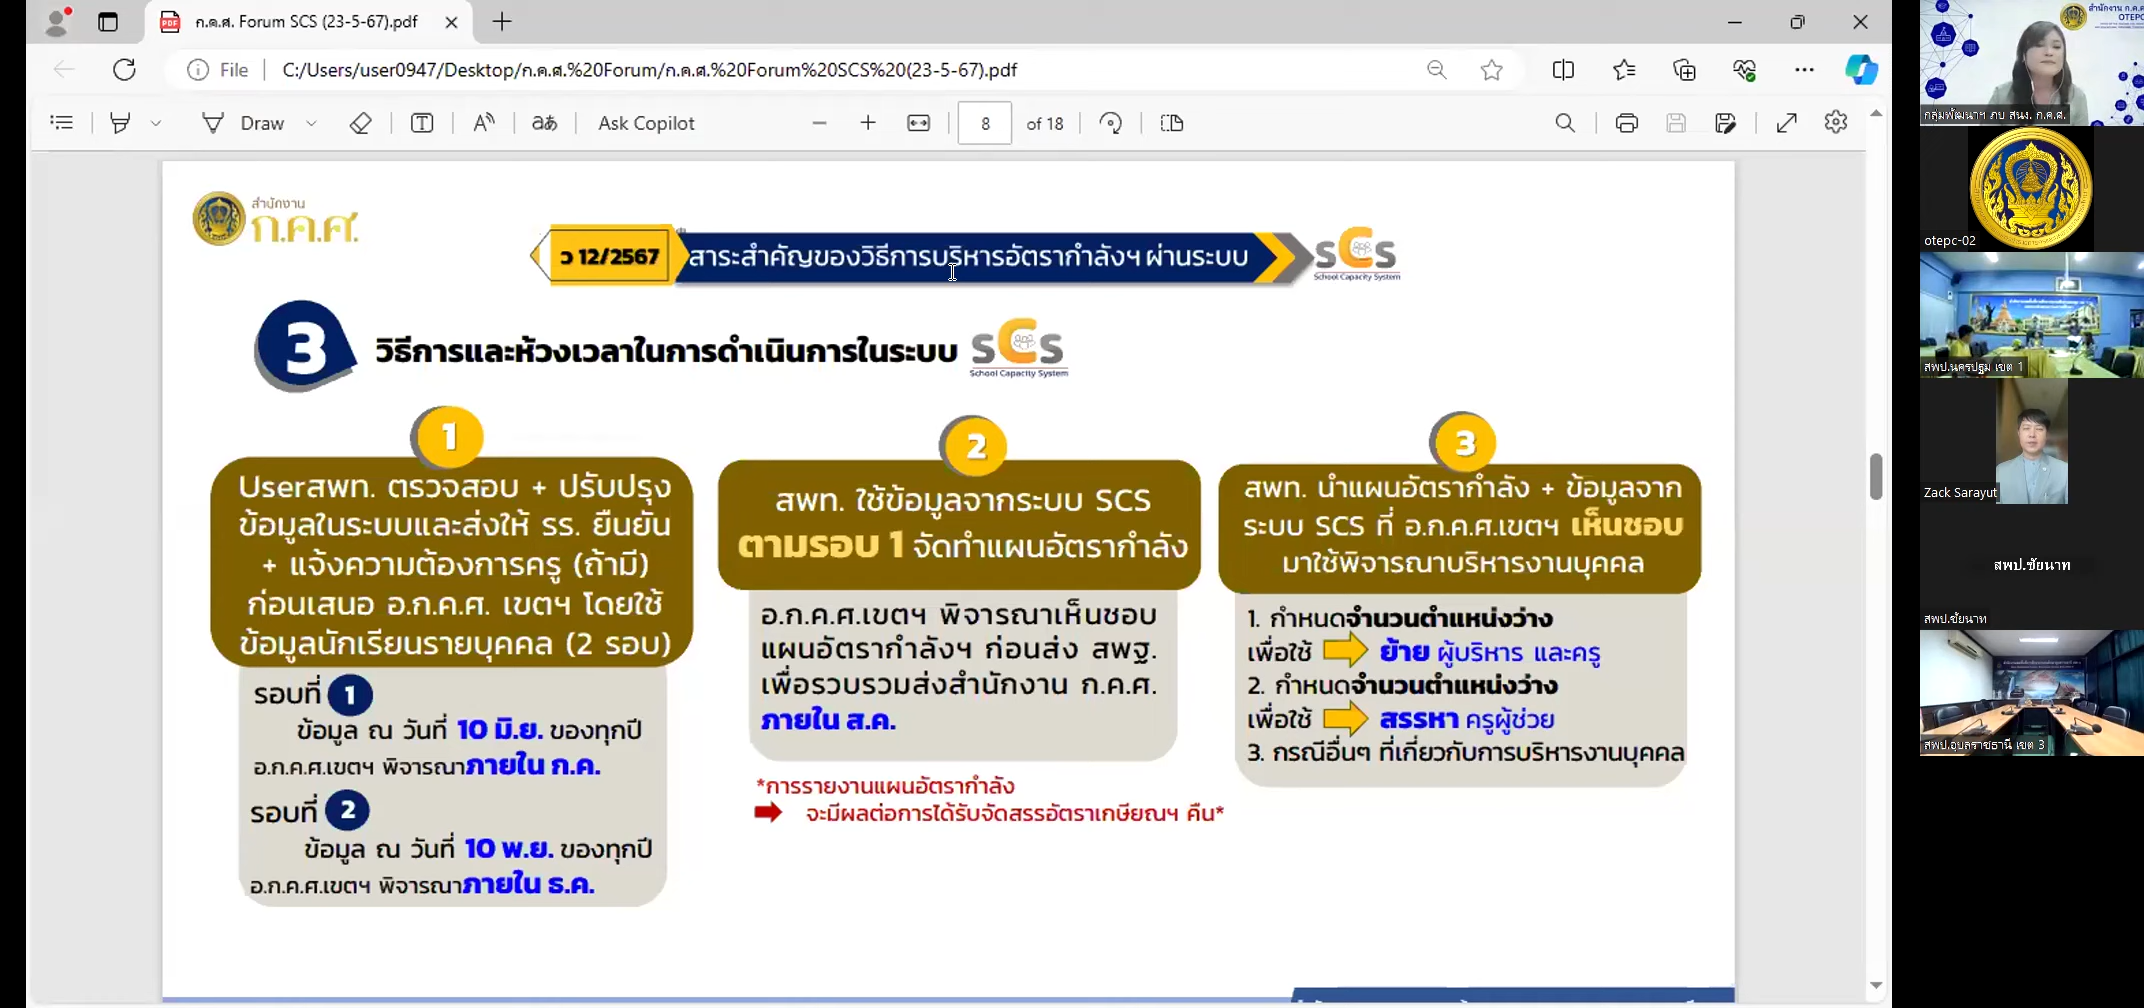 ก.ค.ศ. Forum SCS (23-5-67).pdf
File
C:/Users/user0947/Desktop/ก.ค.ศ.%20Forum/ก.ค.ศ.%20Forum%20SCS%20(23-5-67).pdf
Draw
aあ
Ask Copilot
8 of 18
สำนักงาน
ก.ค.ศ.
ว 12/2567
สาระสำคัญของวิธีการบริหารอัตรากำลังฯ ผ่านระบบ
SCS
School Capacity System
3
วิธีการและห้วงเวลาในการดำเนินการในระบบ
SCS
School Capacity System
1
Userสพท. ตรวจสอบ + ปรับปรุง
ข้อมูลในระบบและส่งให้ รร. ยืนยัน
+ แจ้งความต้องการครู (ถ้ามี)
ก่อนเสนอ อ.ก.ค.ศ. เขตฯ โดยใช้
ข้อมูลนักเรียนรายบุคคล (2 รอบ)
รอบที่ 1
ข้อมูล ณ วันที่ 10 มิ.ย. ของทุกปี
อ.ก.ค.ศ.เขตฯ พิจารณาภายใน ก.ค.
รอบที่ 2
ข้อมูล ณ วันที่ 10 พ.ย. ของทุกปี
อ.ก.ค.ศ.เขตฯ พิจารณาภายใน ธ.ค.
2
สพท. ใช้ข้อมูลจากระบบ SCS
ตามรอบ 1 จัดทำแผนอัตรากำลัง
อ.ก.ค.ศ.เขตฯ พิจารณาเห็นชอบ
แผนอัตรากำลังฯ ก่อนส่ง สพฐ.
เพื่อรวบรวมส่งสำนักงาน ก.ค.ศ.
ภายใน ส.ค.
*การรายงานแผนอัตรากำลัง
จะมีผลต่อการได้รับจัดสรรอัตราเกษียณฯ คืน*
3
สพท. นำแผนอัตรากำลัง + ข้อมูลจาก
ระบบ SCS ที่ อ.ก.ค.ศ.เขตฯ เห็นชอบ
มาใช้พิจารณาบริหารงานบุคคล
1. กำหนดจำนวนตำแหน่งว่าง
เพื่อใช้ ย้าย ผู้บริหาร และครู
2. กำหนดจำนวนตำแหน่งว่าง
เพื่อใช้ สรรหา ครูผู้ช่วย
3. กรณีอื่นๆ ที่เกี่ยวกับการบริหารงานบุคคล
สำนักงาน ก.ค.ศ.
OTEPC
กลุ่มพัฒนาฯ ภบ สนง. ก.ค.ศ.
otepc-02
สพป.นครปฐม เขต 1
Zack Sarayut
สพป.ชัยนาท
สพป.ชัยนาท
สพป.อุบลราชธานี เขต 3